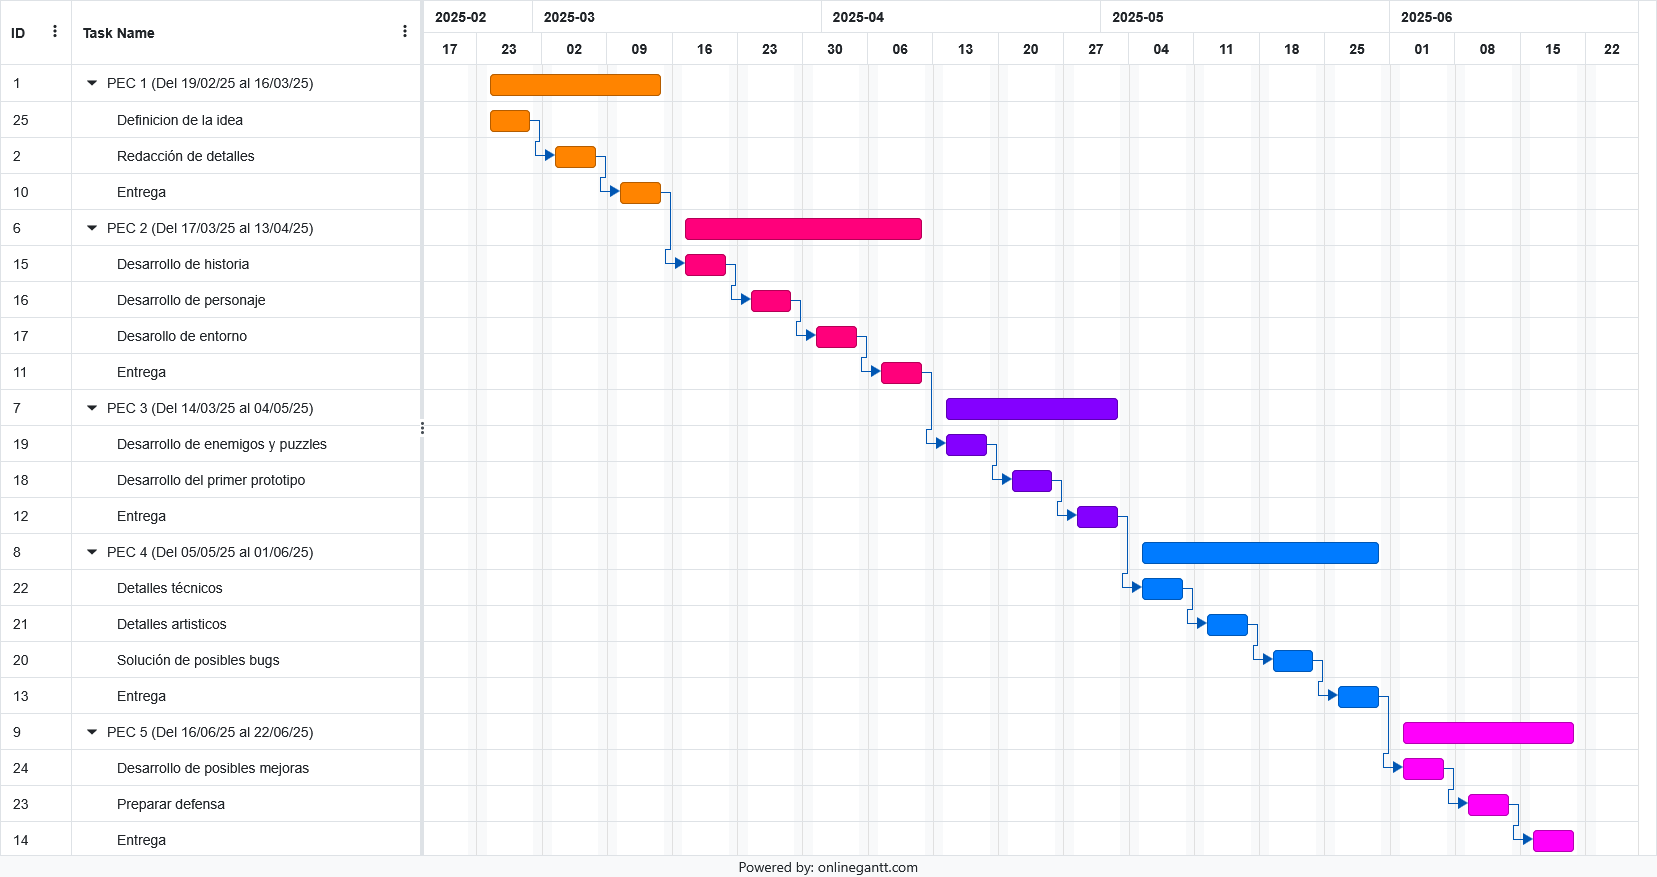 ID
Task Name
2025-02
2025-03
2025-04
2025-05
2025-06
17 23 02 09 16 23 30 06 13 20 27 04 11 18 25 01 08 15 22
1 PEC 1 (Del 19/02/25 al 16/03/25)
25 Definicion de la idea
2 Redacción de detalles
10 Entrega
6 PEC 2 (Del 17/03/25 al 13/04/25)
15 Desarrollo de historia
16 Desarrollo de personaje
17 Desarollo de entorno
11 Entrega
7 PEC 3 (Del 14/03/25 al 04/05/25)
19 Desarrollo de enemigos y puzzles
18 Desarrollo del primer prototipo
12 Entrega
8 PEC 4 (Del 05/05/25 al 01/06/25)
22 Detalles técnicos
21 Detalles artisticos
20 Solución de posibles bugs
13 Entrega
9 PEC 5 (Del 16/06/25 al 22/06/25)
24 Desarrollo de posibles mejoras
23 Preparar defensa
14 Entrega
Powered by: onlinegantt.com